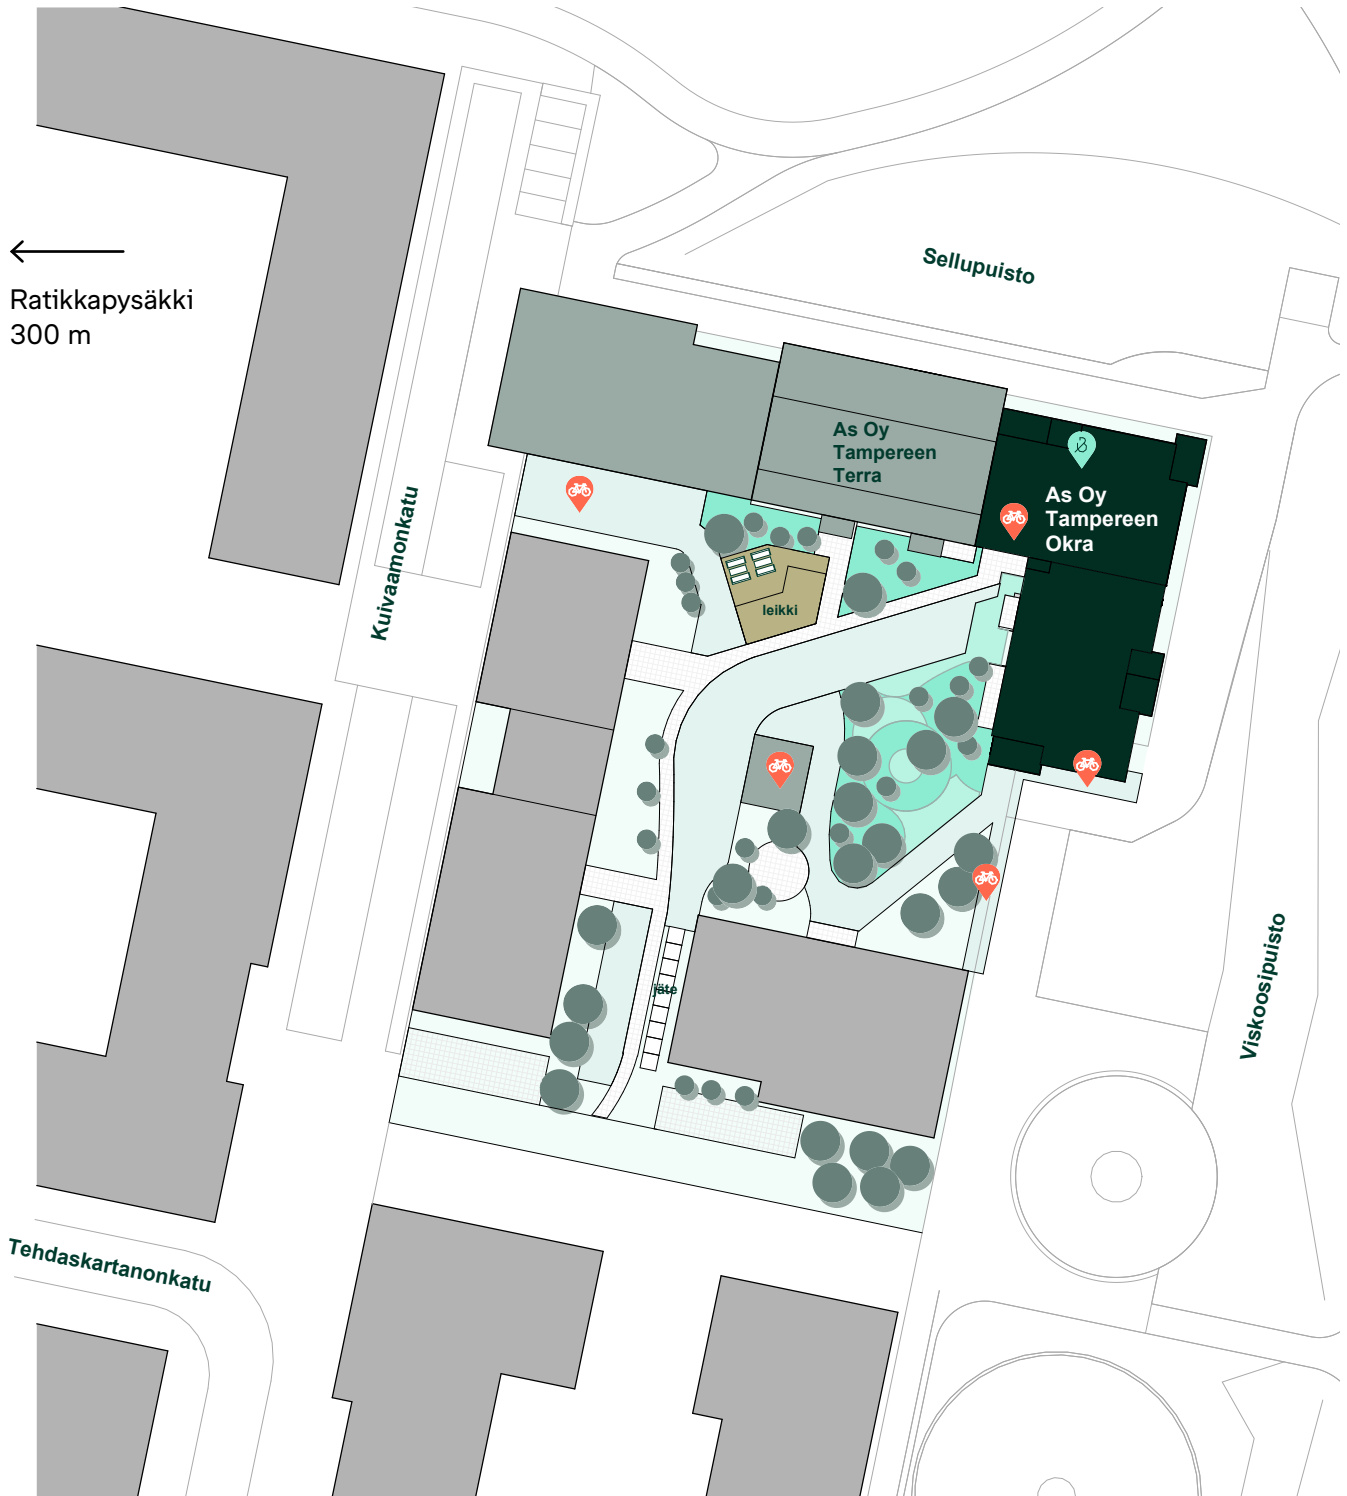 Sellupuisto
Ratikkapysäkki
300 m
As Oy
Tampereen
Terra
As Oy
Tampereen
Okra
Kuivaamonkatu
leikki
jäte
Viskoosipuisto
Tehdaskartanonkatu